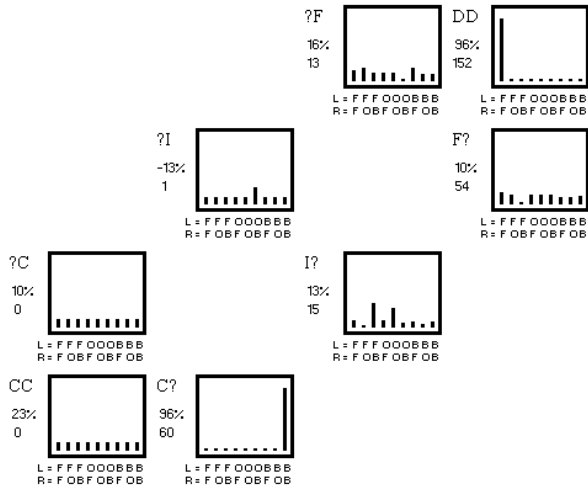 ?F
16%
13
L = F F F O O O B B B
R = F O B F O B F O B
DD
96%
152
L = F F F O O O B B B
R = F O B F O B F O B
?I
-13%
1
L = F F F O O O B B B
R = F O B F O B F O B
F?
10%
54
L = F F F O O O B B B
R = F O B F O B F O B
?C
10%
0
L = F F F O O O B B B
R = F O B F O B F O B
I?
13%
15
L = F F F O O O B B B
R = F O B F O B F O B
CC
23%
0
L = F F F O O O B B B
R = F O B F O B F O B
C?
96%
60
L = F F F O O O B B B
R = F O B F O B F O B